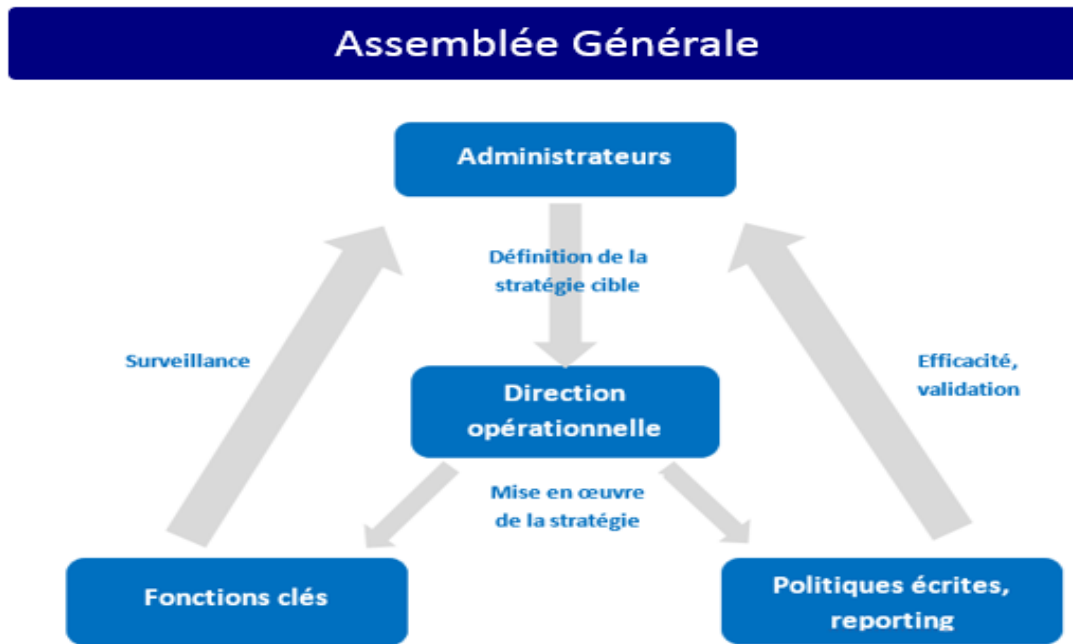 Assemblée Générale
Administrateurs
Définition de la
stratégie cible
Surveillance
Efficacité,
validation
Direction
opérationnelle
Mise en œuvre
de la stratégie
Fonctions clés
Politiques écrites,
reporting